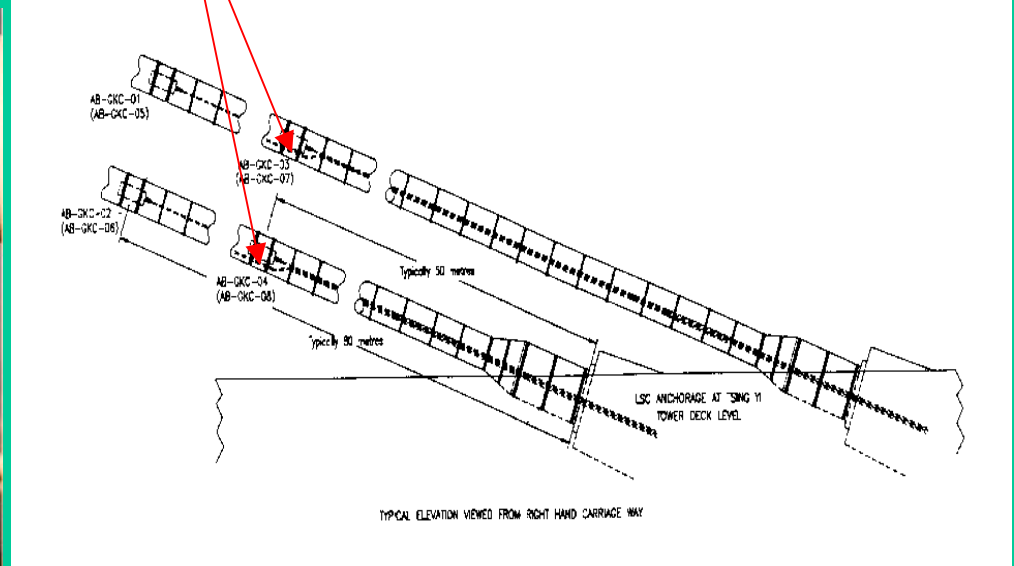 AB-GKC-01
(AB-GKC-05)
AB-GKC-03
(AB-GKC-07)
AB-GKC-02
(AB-GKC-06)
AB-GKC-04
(AB-GKC-08)
Typically 50 metres
Typically 80 metres
LSC ANCHORAGE AT TSING YI
TOWER DECK LEVEL
TYPICAL ELEVATION VIEWED FROM RIGHT HAND CARRIAGE WAY